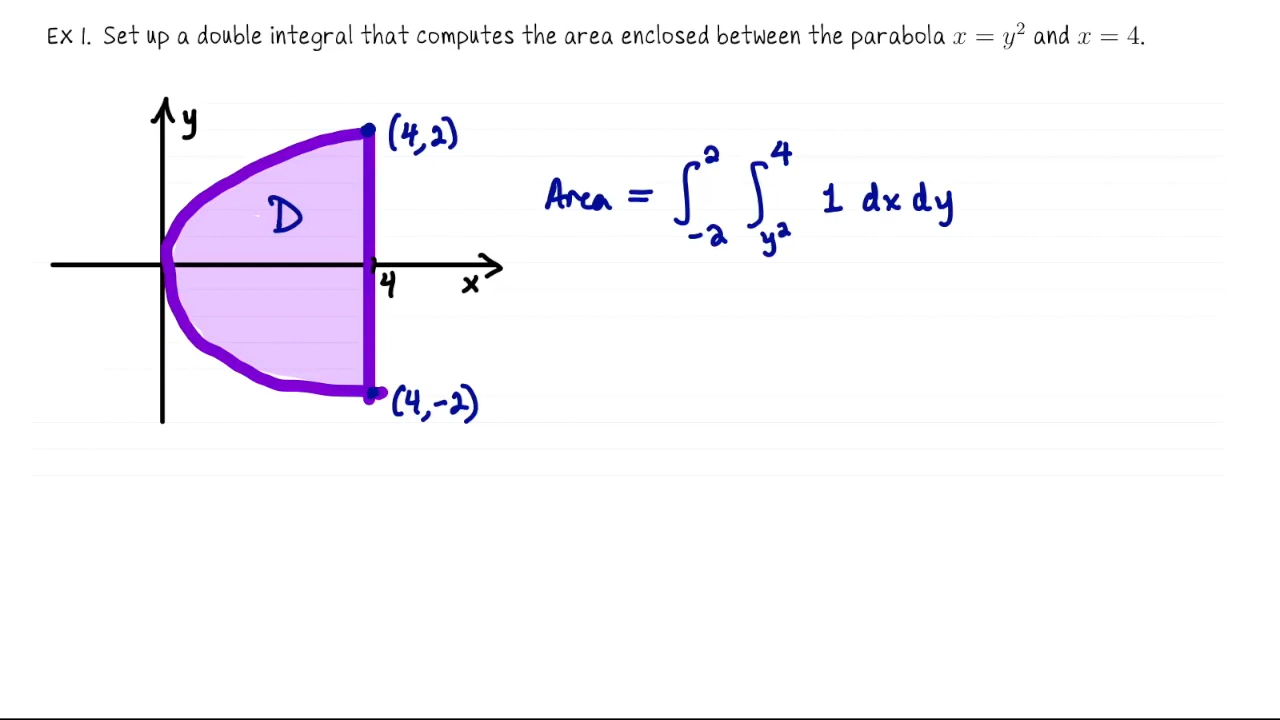 Ex 1. Set up a double integral that computes the area enclosed between the parabola x = y² and x = 4.
y
(4,2)
D
Area = ∫_{-2}^{2} ∫_{y²}^{4} 1 dx dy
4
x
(4,-2)